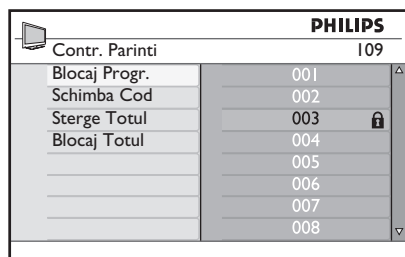 PHILIPS
Contr. Parinti 109
Blocaj Progr. 001
Schimba Cod 002
Sterge Totul 003
Blocaj Totul 004
005
006
007
008